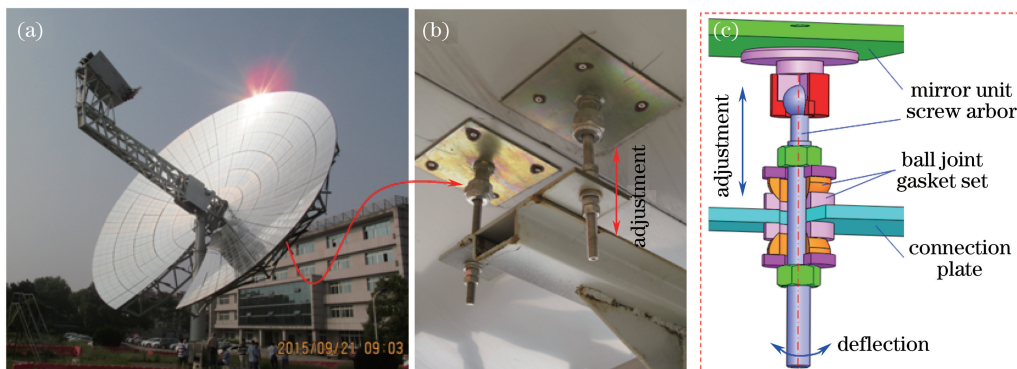 (a)
2015/09/21 09:03
(b)
adjustment
(c)
mirror unit
screw arbor
adjustment
ball joint
gasket set
connection
plate
deflection